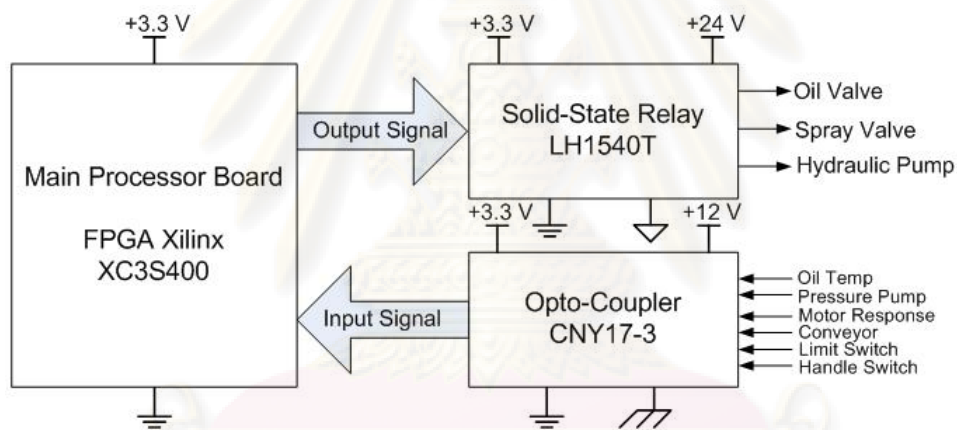 +3.3 V
+3.3 V
+24 V
Main Processor Board
FPGA Xilinx
XC3S400
Output Signal
Solid-State Relay
LH1540T
Oil Valve
Spray Valve
Hydraulic Pump
+3.3 V
+12 V
Input Signal
Opto-Coupler
CNY17-3
Oil Temp
Pressure Pump
Motor Response
Conveyor
Limit Switch
Handle Switch